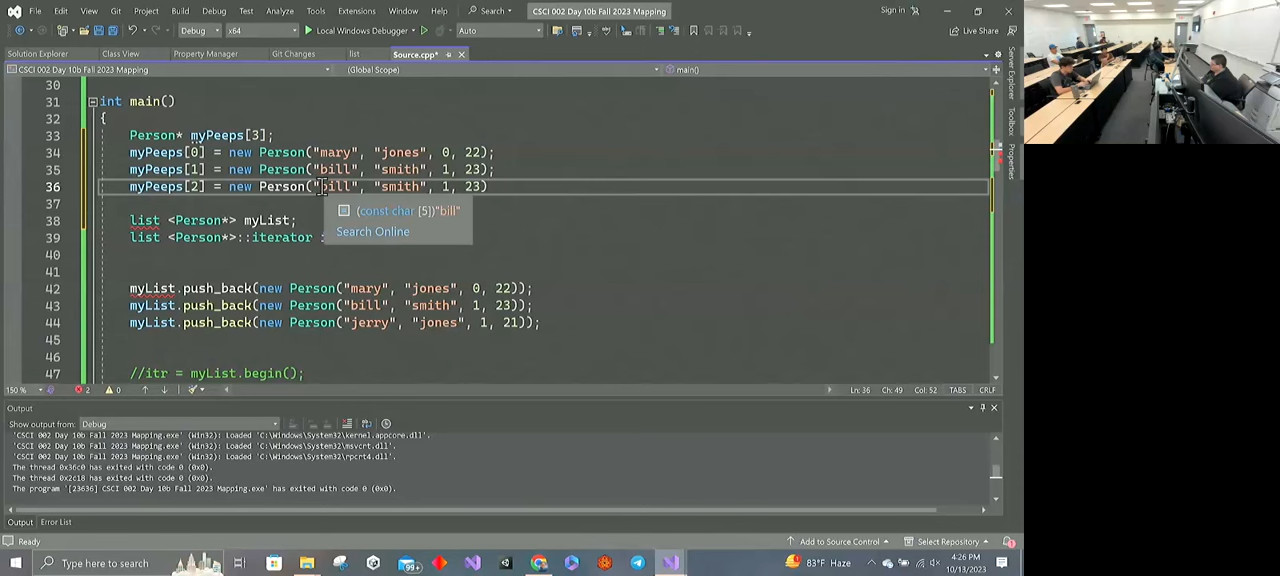 File Edit View Git Project Build Debug Test Analyze Tools Extensions Window Help Search CSCI 002 Day 10b Fall 2023 Mapping Sign in
Debug x64 Local Windows Debugger Auto Live Share
Solution Explorer Class View Property Manager Git Changes list Source.cpp*
CSCI 002 Day 10b Fall 2023 Mapping (Global Scope) main()
30
31 int main()
32 {
33 Person* myPeeps[3];
34 myPeeps[0] = new Person("mary", "jones", 0, 22);
35 myPeeps[1] = new Person("bill", "smith", 1, 23);
36 myPeeps[2] = new Person("bill", "smith", 1, 23)
37
(const char [5])"bill"
38 list <Person*> myList;
Search Online
39 list <Person*>::iterator
40
41
42 myList.push_back(new Person("mary", "jones", 0, 22));
43 myList.push_back(new Person("bill", "smith", 1, 23));
44 myList.push_back(new Person("jerry", "jones", 1, 21));
45
46
47 //itr = myList.begin();
150 % 2 0 Ln: 36 Ch: 49 Col: 52 TABS CRLF
Output
Show output from: Debug
'CSCI 002 Day 10b Fall 2023 Mapping.exe' (Win32): Loaded 'C:\Windows\System32\kernel.appcore.dll'.
'CSCI 002 Day 10b Fall 2023 Mapping.exe' (Win32): Loaded 'C:\Windows\System32\msvcrt.dll'.
'CSCI 002 Day 10b Fall 2023 Mapping.exe' (Win32): Loaded 'C:\Windows\System32\rpcrt4.dll'.
The thread 0x36c0 has exited with code 0 (0x0).
The thread 0x2c18 has exited with code 0 (0x0).
The program '[23636] CSCI 002 Day 10b Fall 2023 Mapping.exe' has exited with code 0 (0x0).
Output Error List
Ready Add to Source Control Select Repository 1
Type here to search 99+ 83°F Haze 4:26 PM
10/13/2023
Server Explorer
Toolbox
Properties